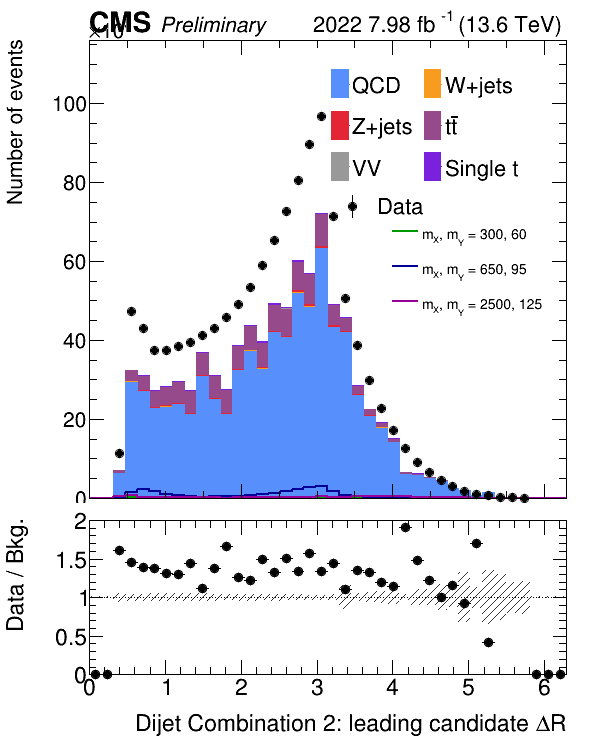 CMS Preliminary 2022 7.98 fb⁻¹ (13.6 TeV)
Number of events
100
80
60
40
20
0
QCD W+jets
Z+jets tt̄
VV Single t
Data
m_X, m_Y = 300, 60
m_X, m_Y = 650, 95
m_X, m_Y = 2500, 125
Data / Bkg.
2
1.5
1
0.5
0
0 1 2 3 4 5 6
Dijet Combination 2: leading candidate ΔR